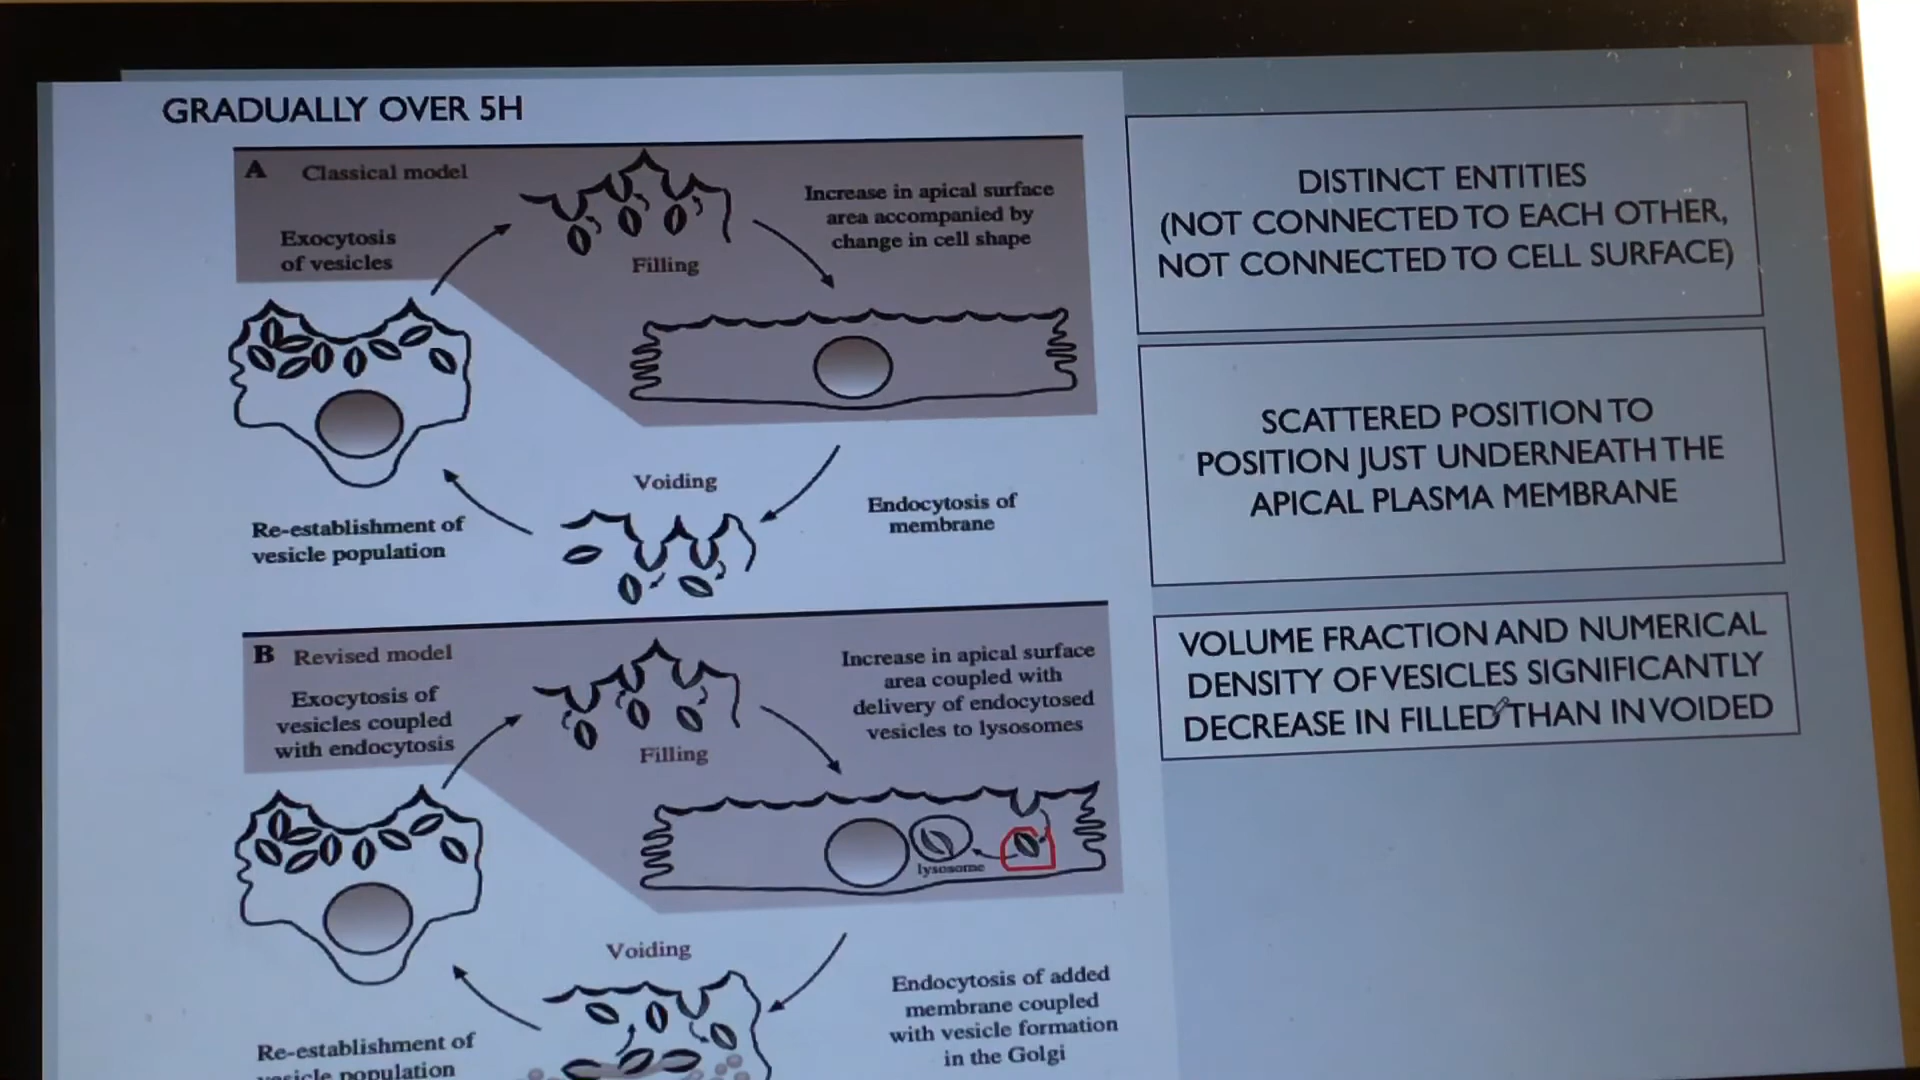 GRADUALLY OVER 5H
A Classical model
Exocytosis
of vesicles
Filling
Increase in apical surface
area accompanied by
change in cell shape
Voiding
Endocytosis of
membrane
Re-establishment of
vesicle population
B Revised model
Exocytosis of
vesicles coupled
with endocytosis
Filling
Increase in apical surface
area coupled with
delivery of endocytosed
vesicles to lysosomes
lysosome
Voiding
Endocytosis of added
membrane coupled
with vesicle formation
in the Golgi
Re-establishment of
vesicle population
DISTINCT ENTITIES
(NOT CONNECTED TO EACH OTHER,
NOT CONNECTED TO CELL SURFACE)
SCATTERED POSITION TO
POSITION JUST UNDERNEATH THE
APICAL PLASMA MEMBRANE
VOLUME FRACTION AND NUMERICAL
DENSITY OF VESICLES SIGNIFICANTLY
DECREASE IN FILLED THAN IN VOIDED